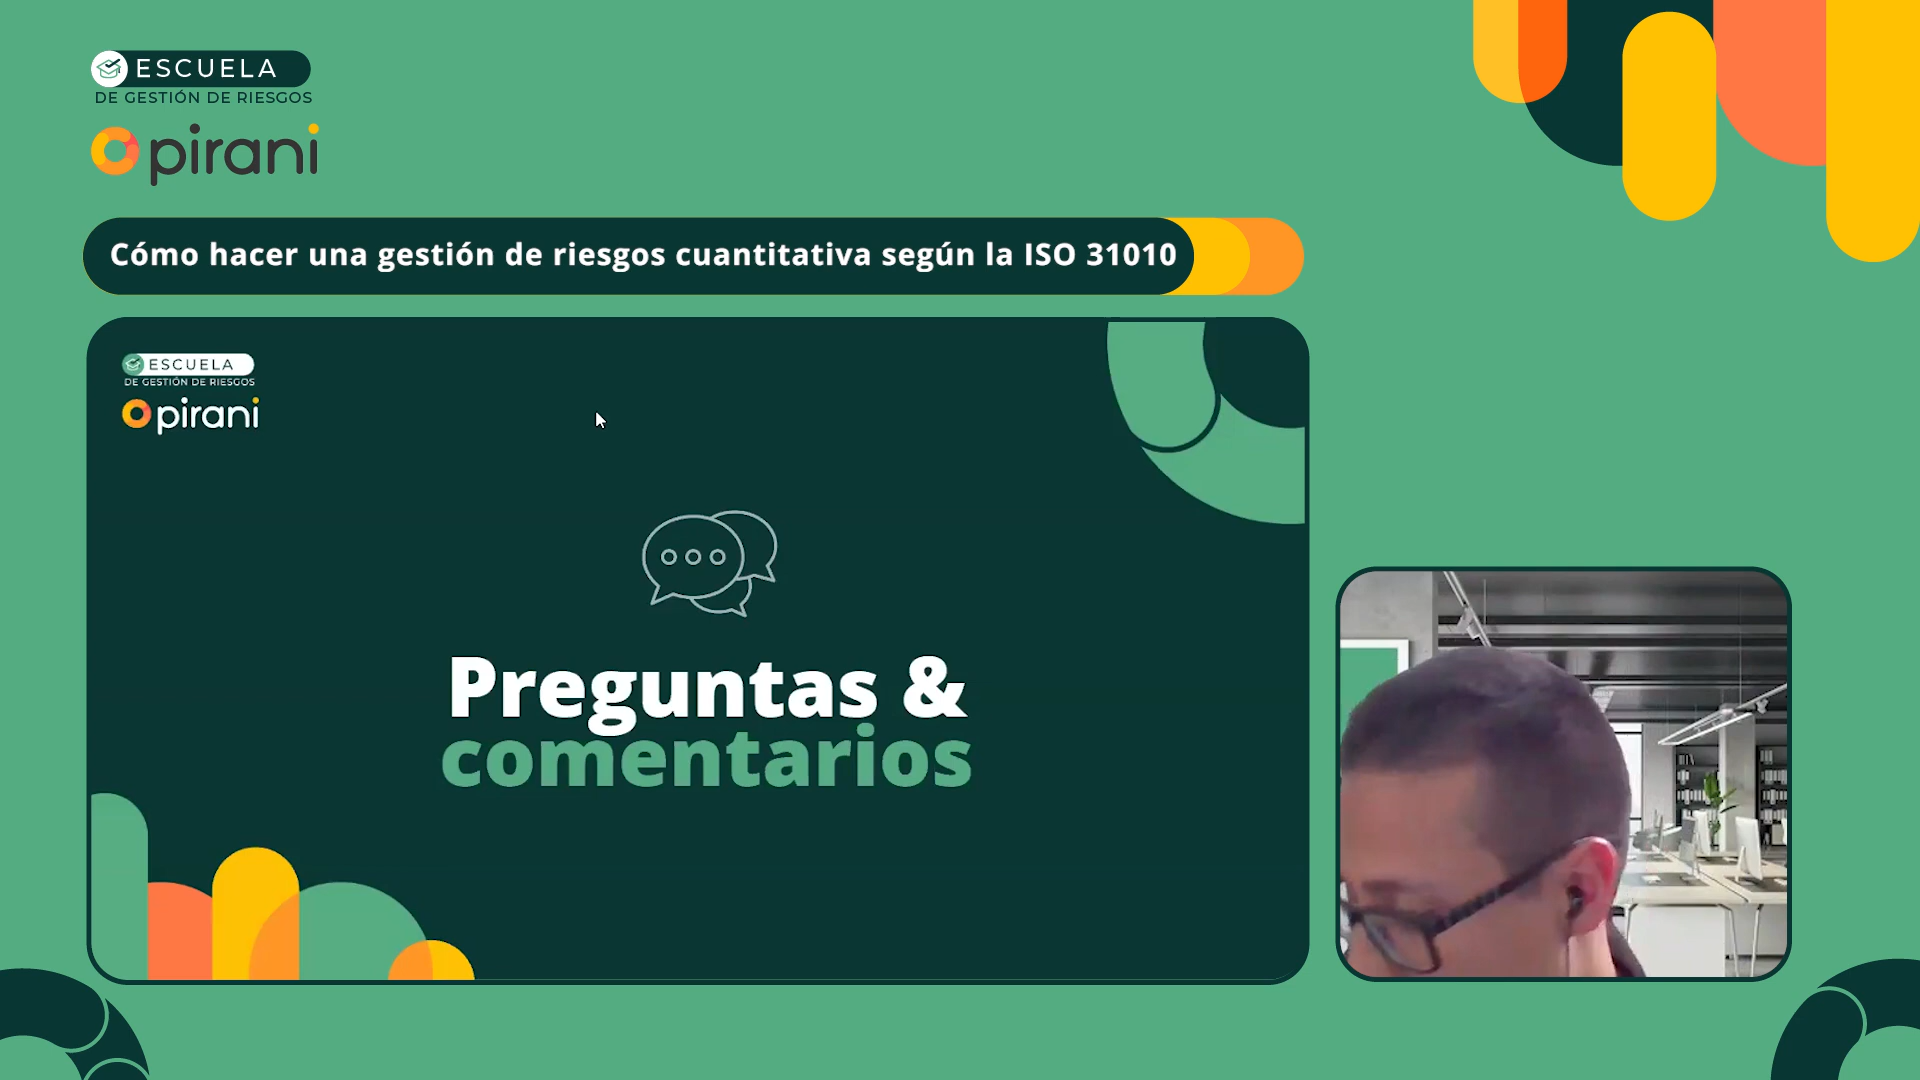 ESCUELA
DE GESTIÓN DE RIESGOS
pirani
Cómo hacer una gestión de riesgos cuantitativa según la ISO 31010
ESCUELA
DE GESTIÓN DE RIESGOS
pirani
Preguntas &
comentarios